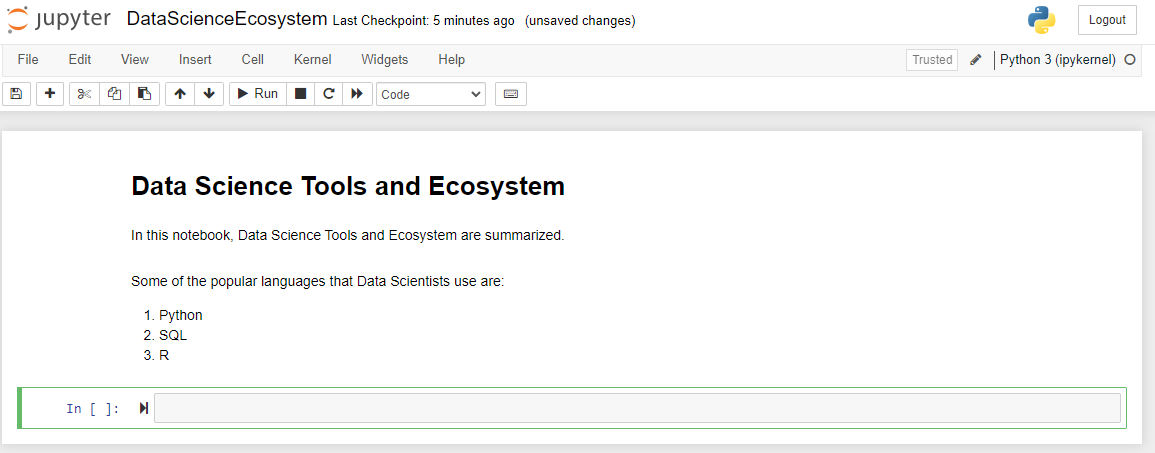 jupyter DataScienceEcosystem Last Checkpoint: 5 minutes ago (unsaved changes) Logout
File Edit View Insert Cell Kernel Widgets Help Trusted Python 3 (ipykernel)
Run Code
Data Science Tools and Ecosystem
In this notebook, Data Science Tools and Ecosystem are summarized.
Some of the popular languages that Data Scientists use are:
1. Python
2. SQL
3. R
In [ ]: